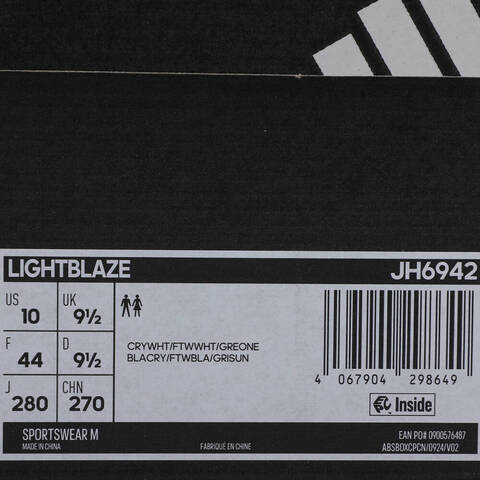 LIGHTBLAZE JH6942
US 10 UK 9½
F 44 D 9½
J 280 CHN 270
CRYWHT/FTWWHT/GREONE
BLACRY/FTWBLA/GRISUN
4 067904 298649
Inside
SPORTSWEAR M EAN PO# 0900576487
MADE IN CHINA FABRIQUÉ EN CHINE ABSBOXCPCN/0924/V02